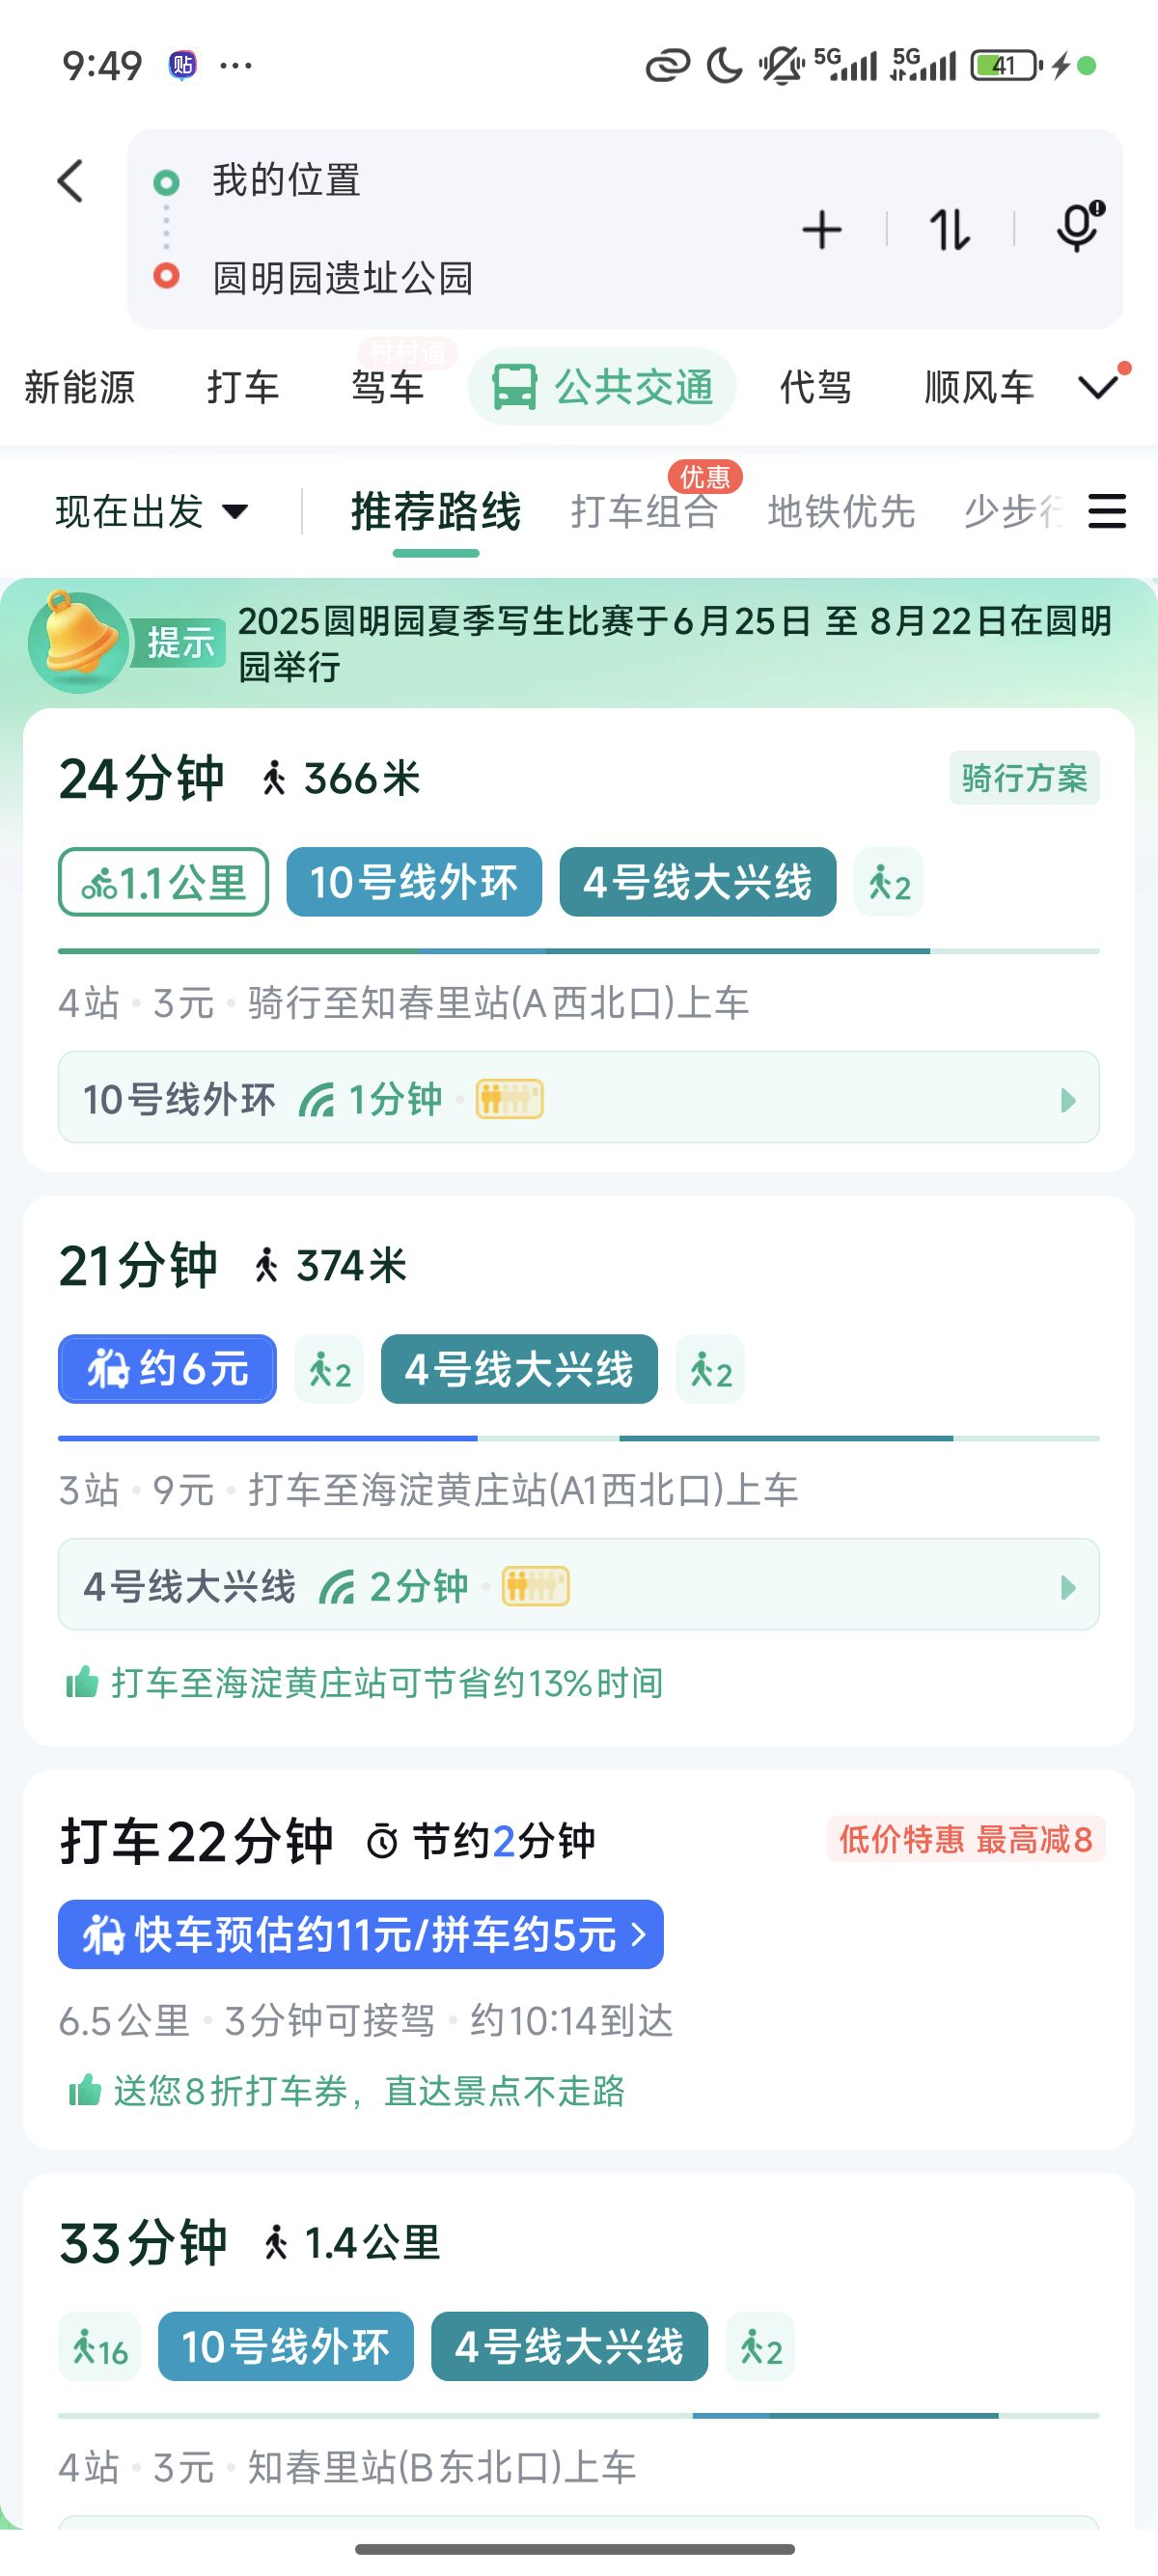 9:49 贴 ··· 5G 5G 41
我的位置
圆明园遗址公园
村村通
新能源 打车 驾车 公共交通 代驾 顺风车
优惠
现在出发 推荐路线 打车组合 地铁优先 少步行
提示 2025圆明园夏季写生比赛于6月25日 至 8月22日在圆明
园举行
24分钟 366米 骑行方案
1.1公里 10号线外环 4号线大兴线 2
4站 · 3元 · 骑行至知春里站(A西北口)上车
10号线外环 1分钟 ·
21分钟 374米
约6元 2 4号线大兴线 2
3站 · 9元 · 打车至海淀黄庄站(A1西北口)上车
4号线大兴线 2分钟 ·
打车至海淀黄庄站可节省约13%时间
打车22分钟 节约2分钟 低价特惠 最高减8
快车预估约11元/拼车约5元 >
6.5公里 · 3分钟可接驾 · 约10:14到达
送您8折打车券，直达景点不走路
33分钟 1.4公里
16 10号线外环 4号线大兴线 2
4站 · 3元 · 知春里站(B东北口)上车